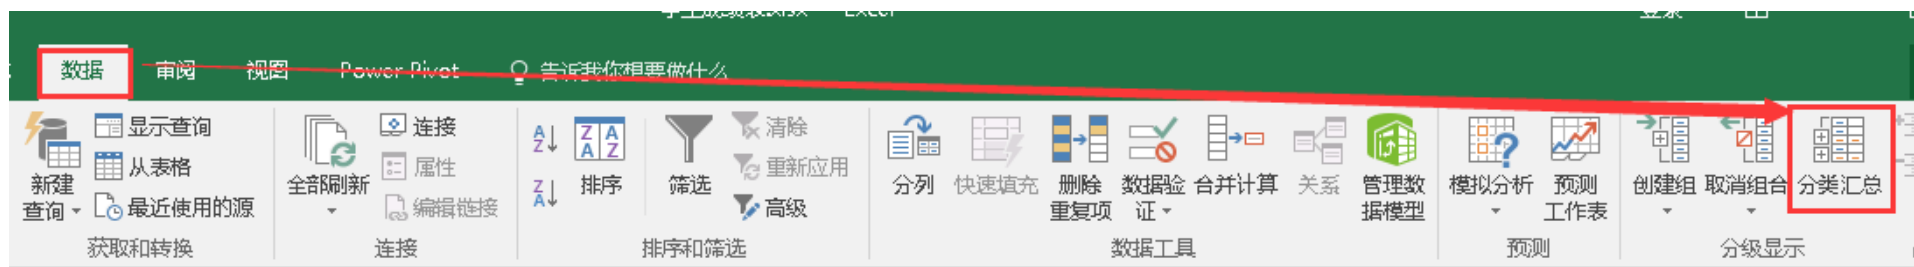 Excel
登录
数据 审阅 视图 Power Pivot 告诉我你想要做什么
新建
查询
显示查询
从表格
最近使用的源
获取和转换
全部刷新
连接
属性
编辑链接
连接
排序
筛选
清除
重新应用
高级
排序和筛选
分列
快速填充
删除
重复项
数据验
证
合并计算
关系
管理数
据模型
数据工具
模拟分析
预测
工作表
预测
创建组
取消组合
分类汇总
分级显示